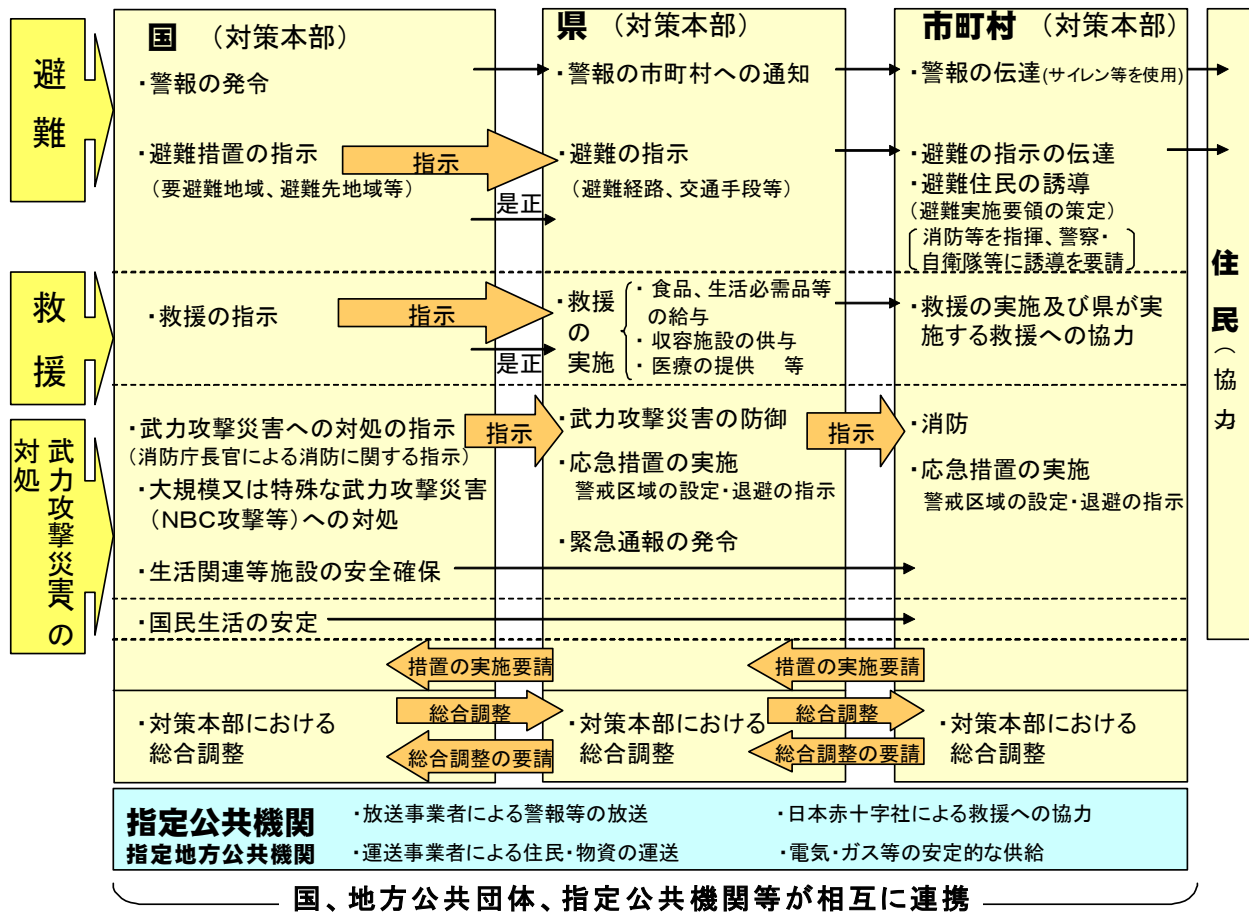 避難
国 (対策本部)
・警報の発令
・避難措置の指示
(要避難地域、避難先地域等)
指示
是正
県 (対策本部)
・警報の市町村への通知
・避難の指示
(避難経路、交通手段等)
市町村 (対策本部)
・警報の伝達(サイレン等を使用)
・避難の指示の伝達
・避難住民の誘導
(避難実施要領の策定)
消防等を指揮、警察・
自衛隊等に誘導を要請
住民(協力)
救援
・救援の指示
指示
是正
・救援の実施
・食品、生活必需品等
の給与
・収容施設の供与
・医療の提供 等
・救援の実施及び県が実
施する救援への協力
武力攻撃災害への
対処
・武力攻撃災害への対処の指示
(消防庁長官による消防に関する指示)
・大規模又は特殊な武力攻撃災害
(NBC攻撃等)への対処
・生活関連等施設の安全確保
・国民生活の安定
指示
・武力攻撃災害の防御
・応急措置の実施
警戒区域の設定・退避の指示
・緊急通報の発令
指示
・消防
・応急措置の実施
警戒区域の設定・退避の指示
措置の実施要請
措置の実施要請
・対策本部における
総合調整
総合調整
総合調整の要請
・対策本部における
総合調整
総合調整
総合調整の要請
・対策本部における
総合調整
指定公共機関
指定地方公共機関
・放送事業者による警報等の放送
・日本赤十字社による救援への協力
・運送事業者による住民・物資の運送
・電気・ガス等の安定的な供給
国、地方公共団体、指定公共機関等が相互に連携